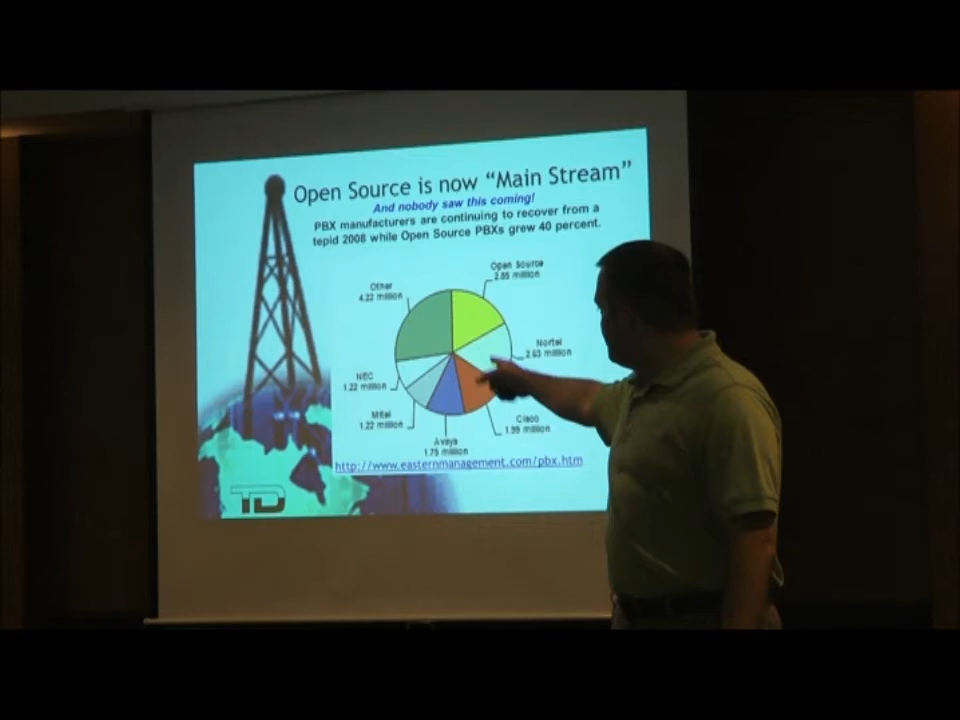 Open Source is now “Main Stream”
And nobody saw this coming!
PBX manufacturers are continuing to recover from a
tepid 2008 while Open Source PBXs grew 40 percent.
Open Source
2.85 million
Other
4.22 million
Nortel
2.63 million
NEC
1.22 million
Mitel
1.22 million
Cisco
1.99 million
Avaya
1.75 million
http://www.easternmanagement.com/pbx.htm
TD